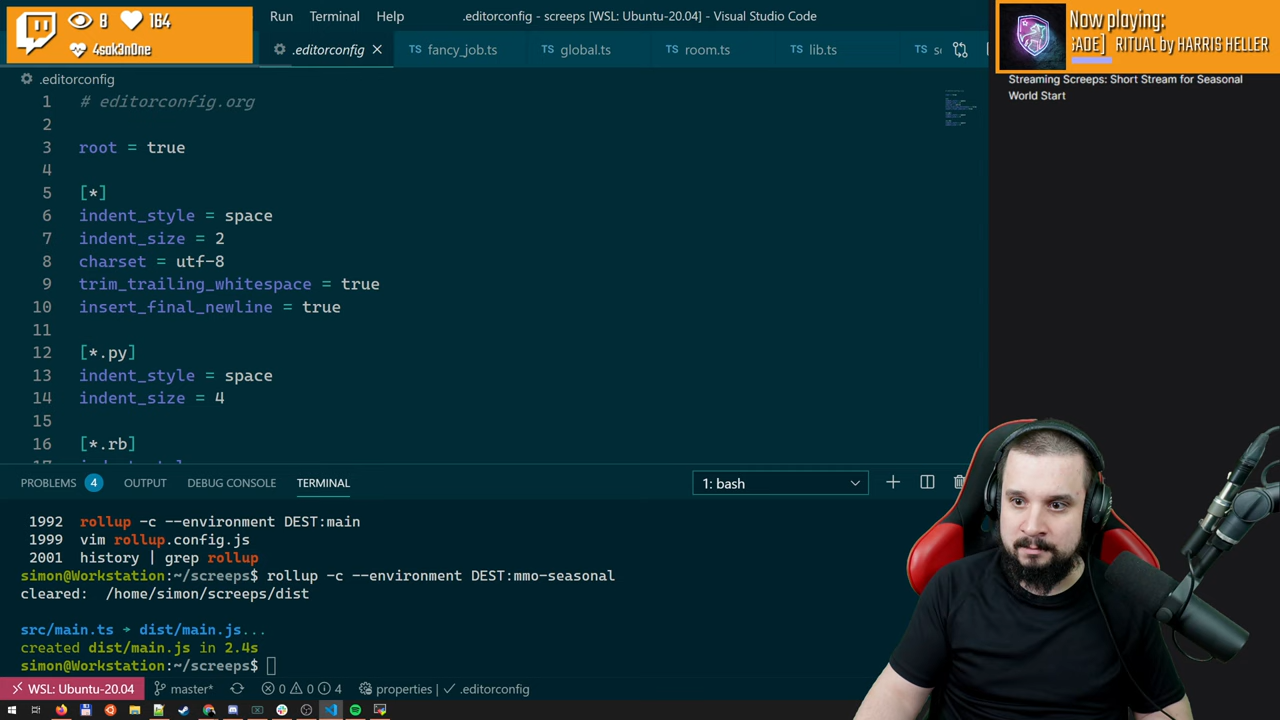 8 164
4sak3n0ne
Run Terminal Help .editorconfig - screeps [WSL: Ubuntu-20.04] - Visual Studio Code
.editorconfig fancy_job.ts global.ts room.ts lib.ts
.editorconfig
1 # editorconfig.org
2
3 root = true
4
5 [*]
6 indent_style = space
7 indent_size = 2
8 charset = utf-8
9 trim_trailing_whitespace = true
10 insert_final_newline = true
11
12 [*.py]
13 indent_style = space
14 indent_size = 4
15
16 [*.rb]
PROBLEMS 4 OUTPUT DEBUG CONSOLE TERMINAL 1: bash
1992 rollup -c --environment DEST:main
1999 vim rollup.config.js
2001 history | grep rollup
simon@Workstation:~/screeps$ rollup -c --environment DEST:mmo-seasonal
cleared: /home/simon/screeps/dist
src/main.ts → dist/main.js...
created dist/main.js in 2.4s
simon@Workstation:~/screeps$
WSL: Ubuntu-20.04 master* 0 0 4 properties .editorconfig
Now playing:
GADE] RITUAL by HARRIS HELLER
Streaming Screeps: Short Stream for Seasonal
World Start